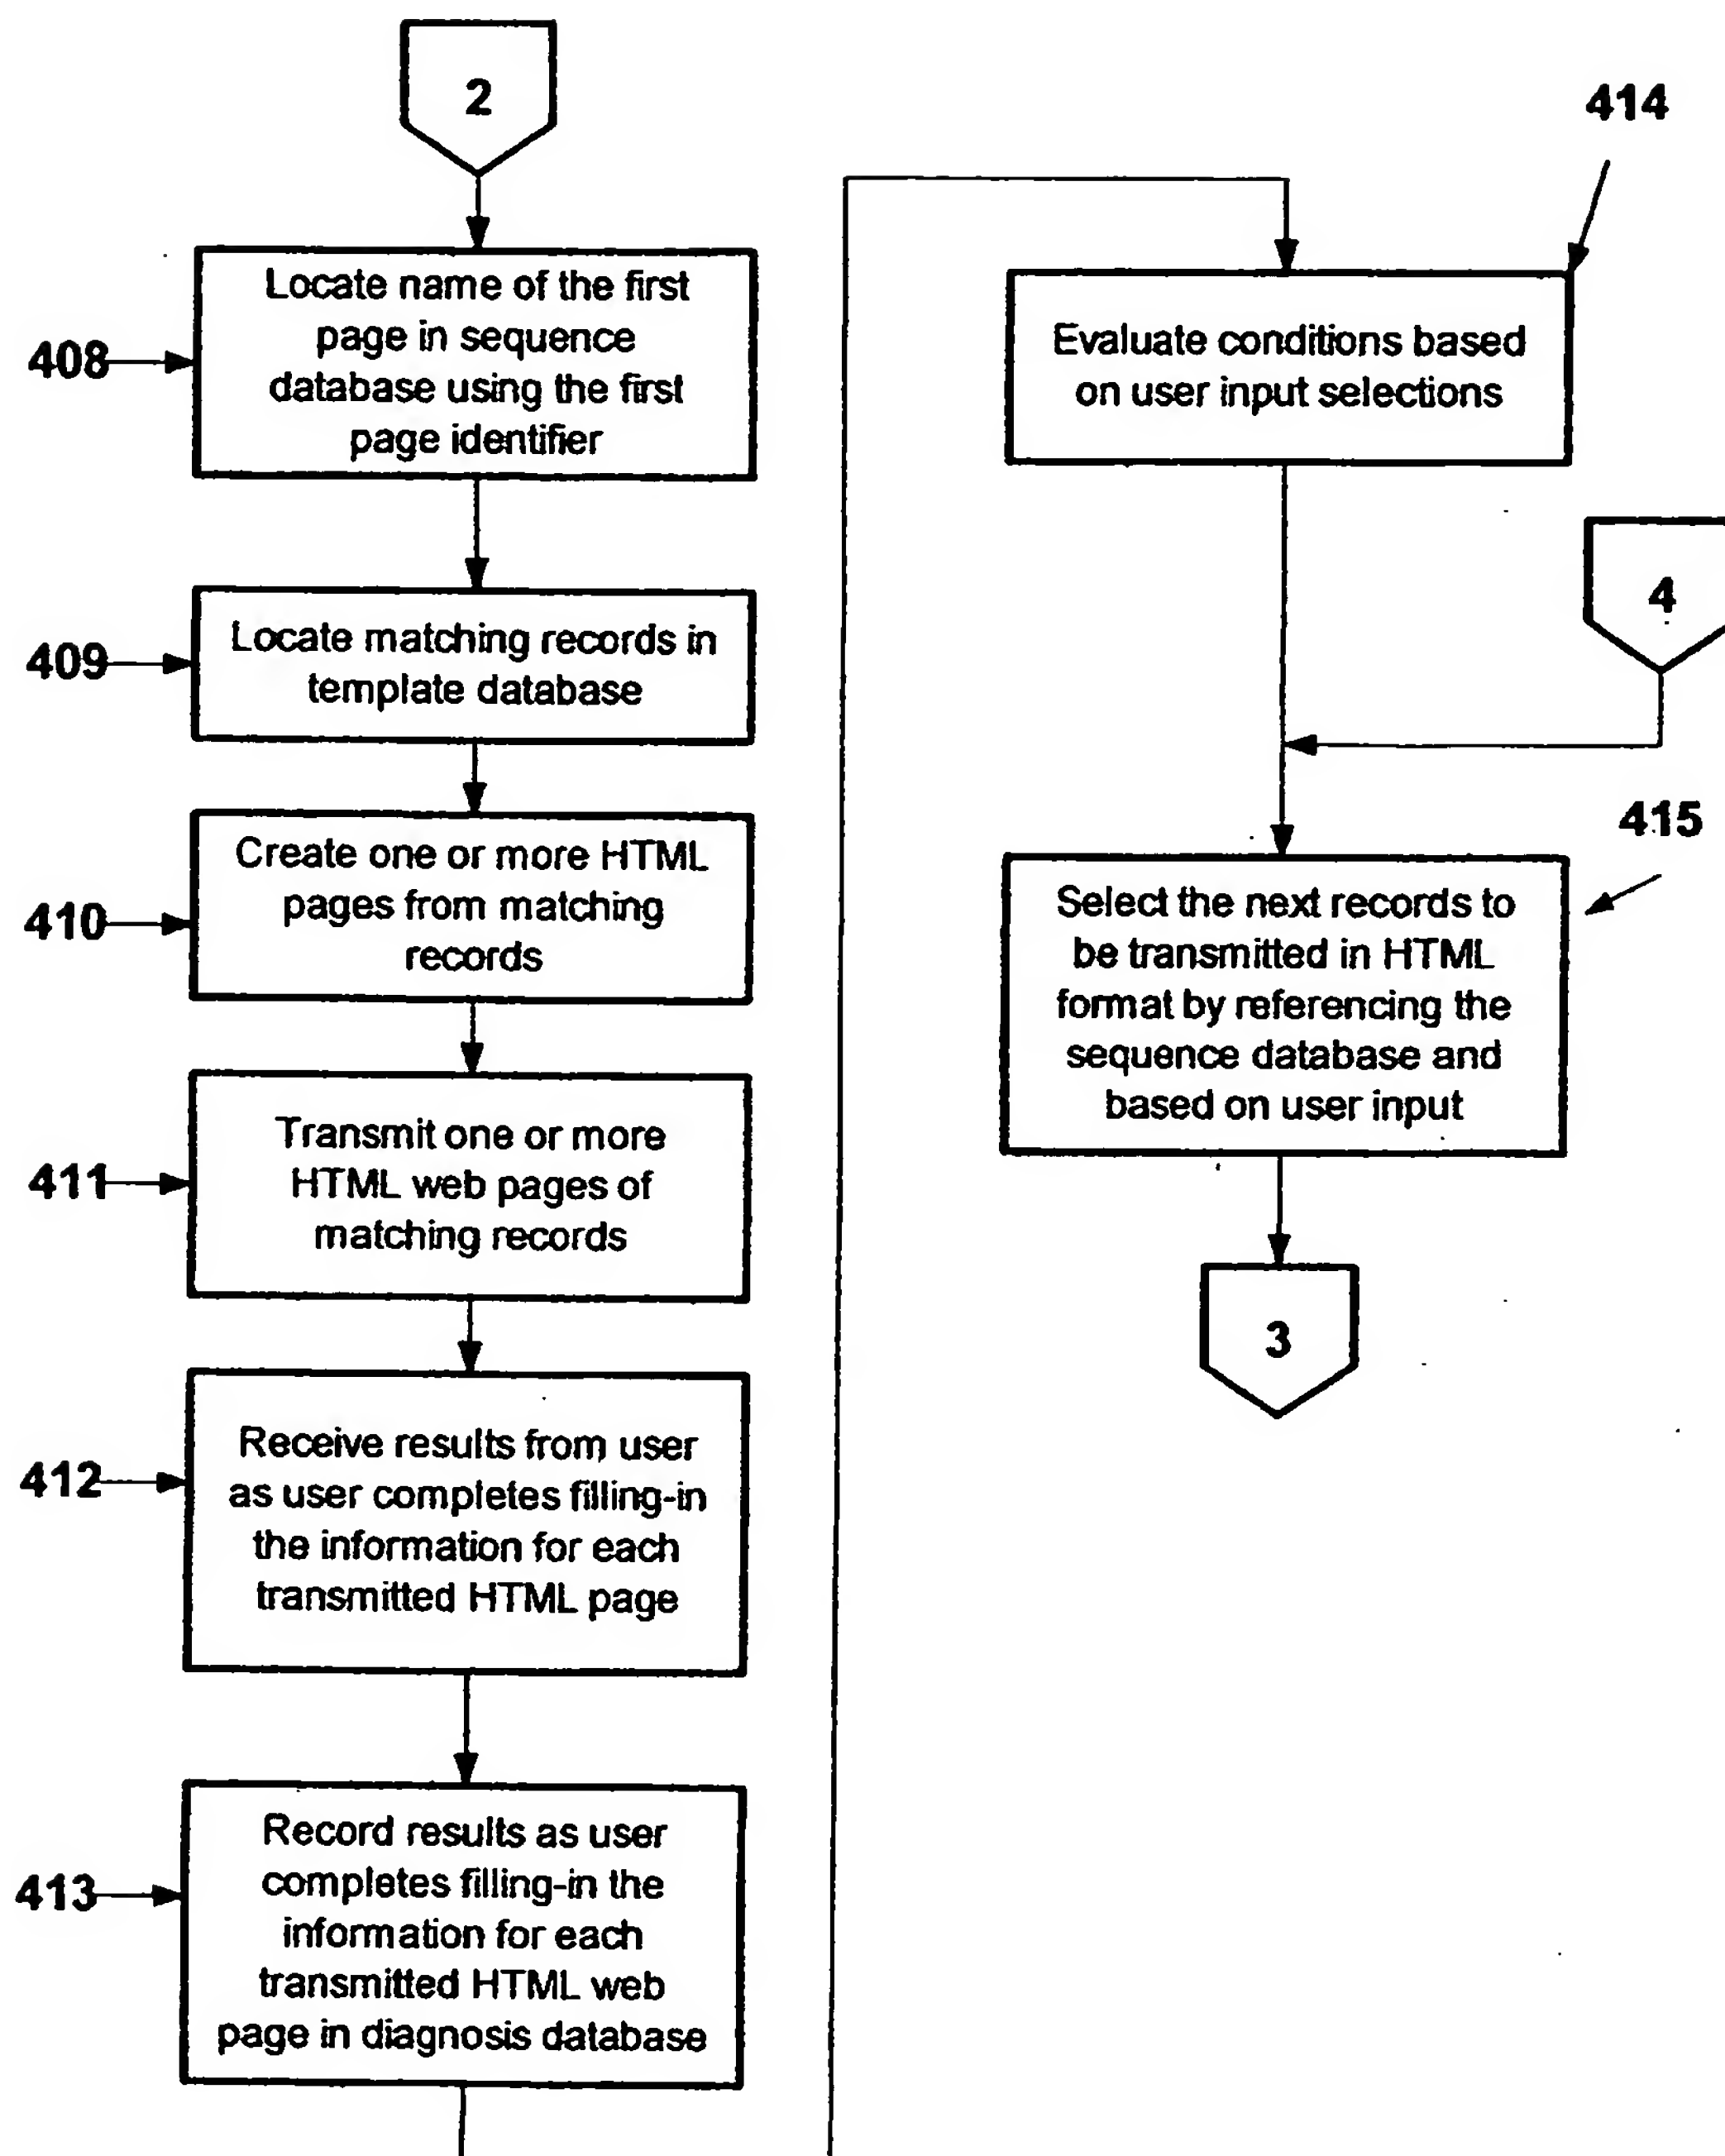 2
408
Locate name of the first
page in sequence
database using the first
page identifier
409
Locate matching records in
template database
410
Create one or more HTML
pages from matching
records
411
Transmit one or more
HTML web pages of
matching records
412
Receive results from user
as user completes filling-in
the information for each
transmitted HTML page
413
Record results as user
completes filling-in the
information for each
transmitted HTML web
page in diagnosis database
414
Evaluate conditions based
on user input selections
4
415
Select the next records to
be transmitted in HTML
format by referencing the
sequence database and
based on user input
3